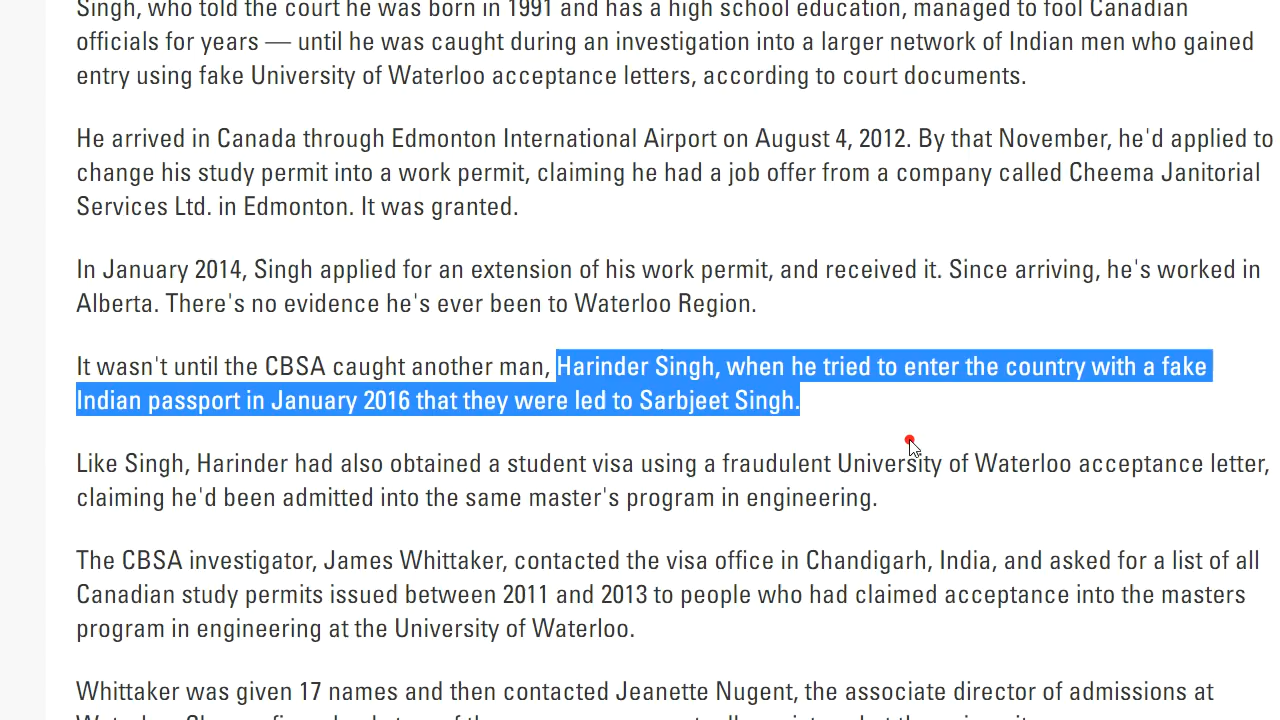 Singh, who told the court he was born in 1991 and has a high school education, managed to fool Canadian
officials for years — until he was caught during an investigation into a larger network of Indian men who gained
entry using fake University of Waterloo acceptance letters, according to court documents.
He arrived in Canada through Edmonton International Airport on August 4, 2012. By that November, he'd applied to
change his study permit into a work permit, claiming he had a job offer from a company called Cheema Janitorial
Services Ltd. in Edmonton. It was granted.
In January 2014, Singh applied for an extension of his work permit, and received it. Since arriving, he's worked in
Alberta. There's no evidence he's ever been to Waterloo Region.
It wasn't until the CBSA caught another man, Harinder Singh, when he tried to enter the country with a fake
Indian passport in January 2016 that they were led to Sarbjeet Singh.
Like Singh, Harinder had also obtained a student visa using a fraudulent University of Waterloo acceptance letter,
claiming he'd been admitted into the same master's program in engineering.
The CBSA investigator, James Whittaker, contacted the visa office in Chandigarh, India, and asked for a list of all
Canadian study permits issued between 2011 and 2013 to people who had claimed acceptance into the masters
program in engineering at the University of Waterloo.
Whittaker was given 17 names and then contacted Jeanette Nugent, the associate director of admissions at